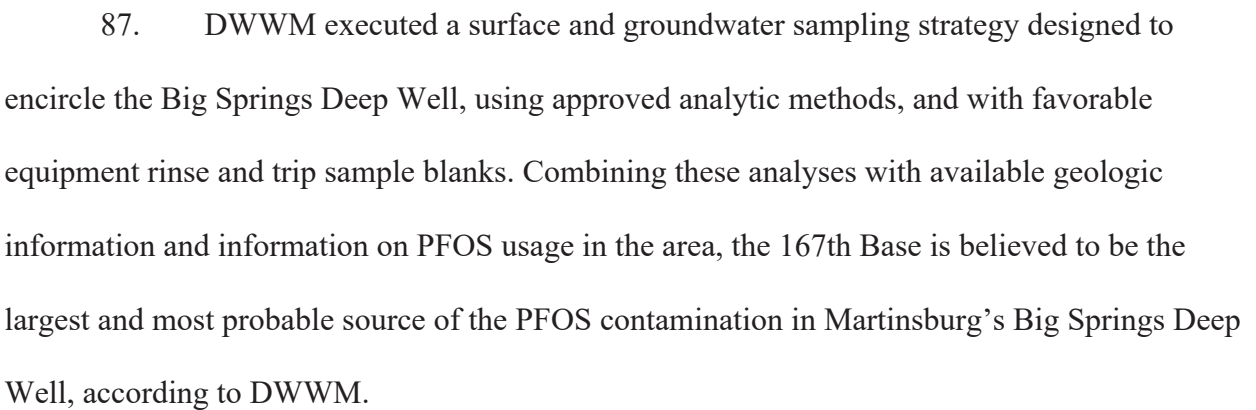 87. DWWM executed a surface and groundwater sampling strategy designed to
encircle the Big Springs Deep Well, using approved analytic methods, and with favorable
equipment rinse and trip sample blanks. Combining these analyses with available geologic
information and information on PFOS usage in the area, the 167th Base is believed to be the
largest and most probable source of the PFOS contamination in Martinsburg’s Big Springs Deep
Well, according to DWWM.